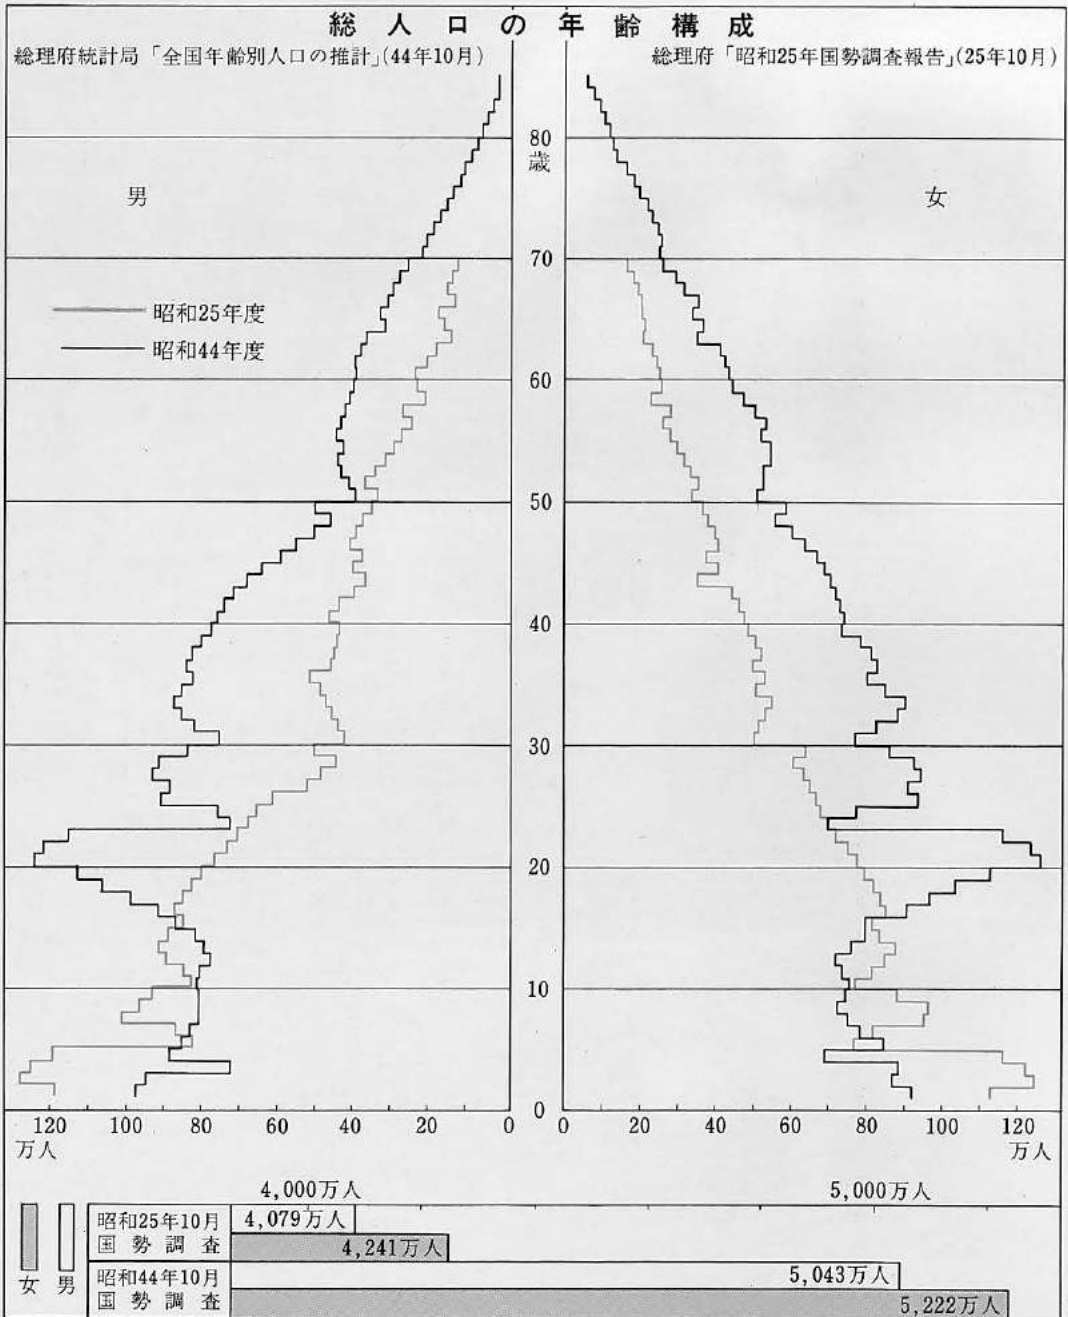 総人口の年齢構成
総理府統計局「全国年齢別人口の推計」(44年10月)
総理府「昭和25年国勢調査報告」(25年10月)
男
女
昭和25年度
昭和44年度
80
歳
70
60
50
40
30
20
10
0
120 100 80 60 40 20 0
万人
0 20 40 60 80 100 120
万人
4,000万人
5,000万人
昭和25年10月
国勢調査
4,079万人
4,241万人
昭和44年10月
国勢調査
5,043万人
5,222万人
女 男